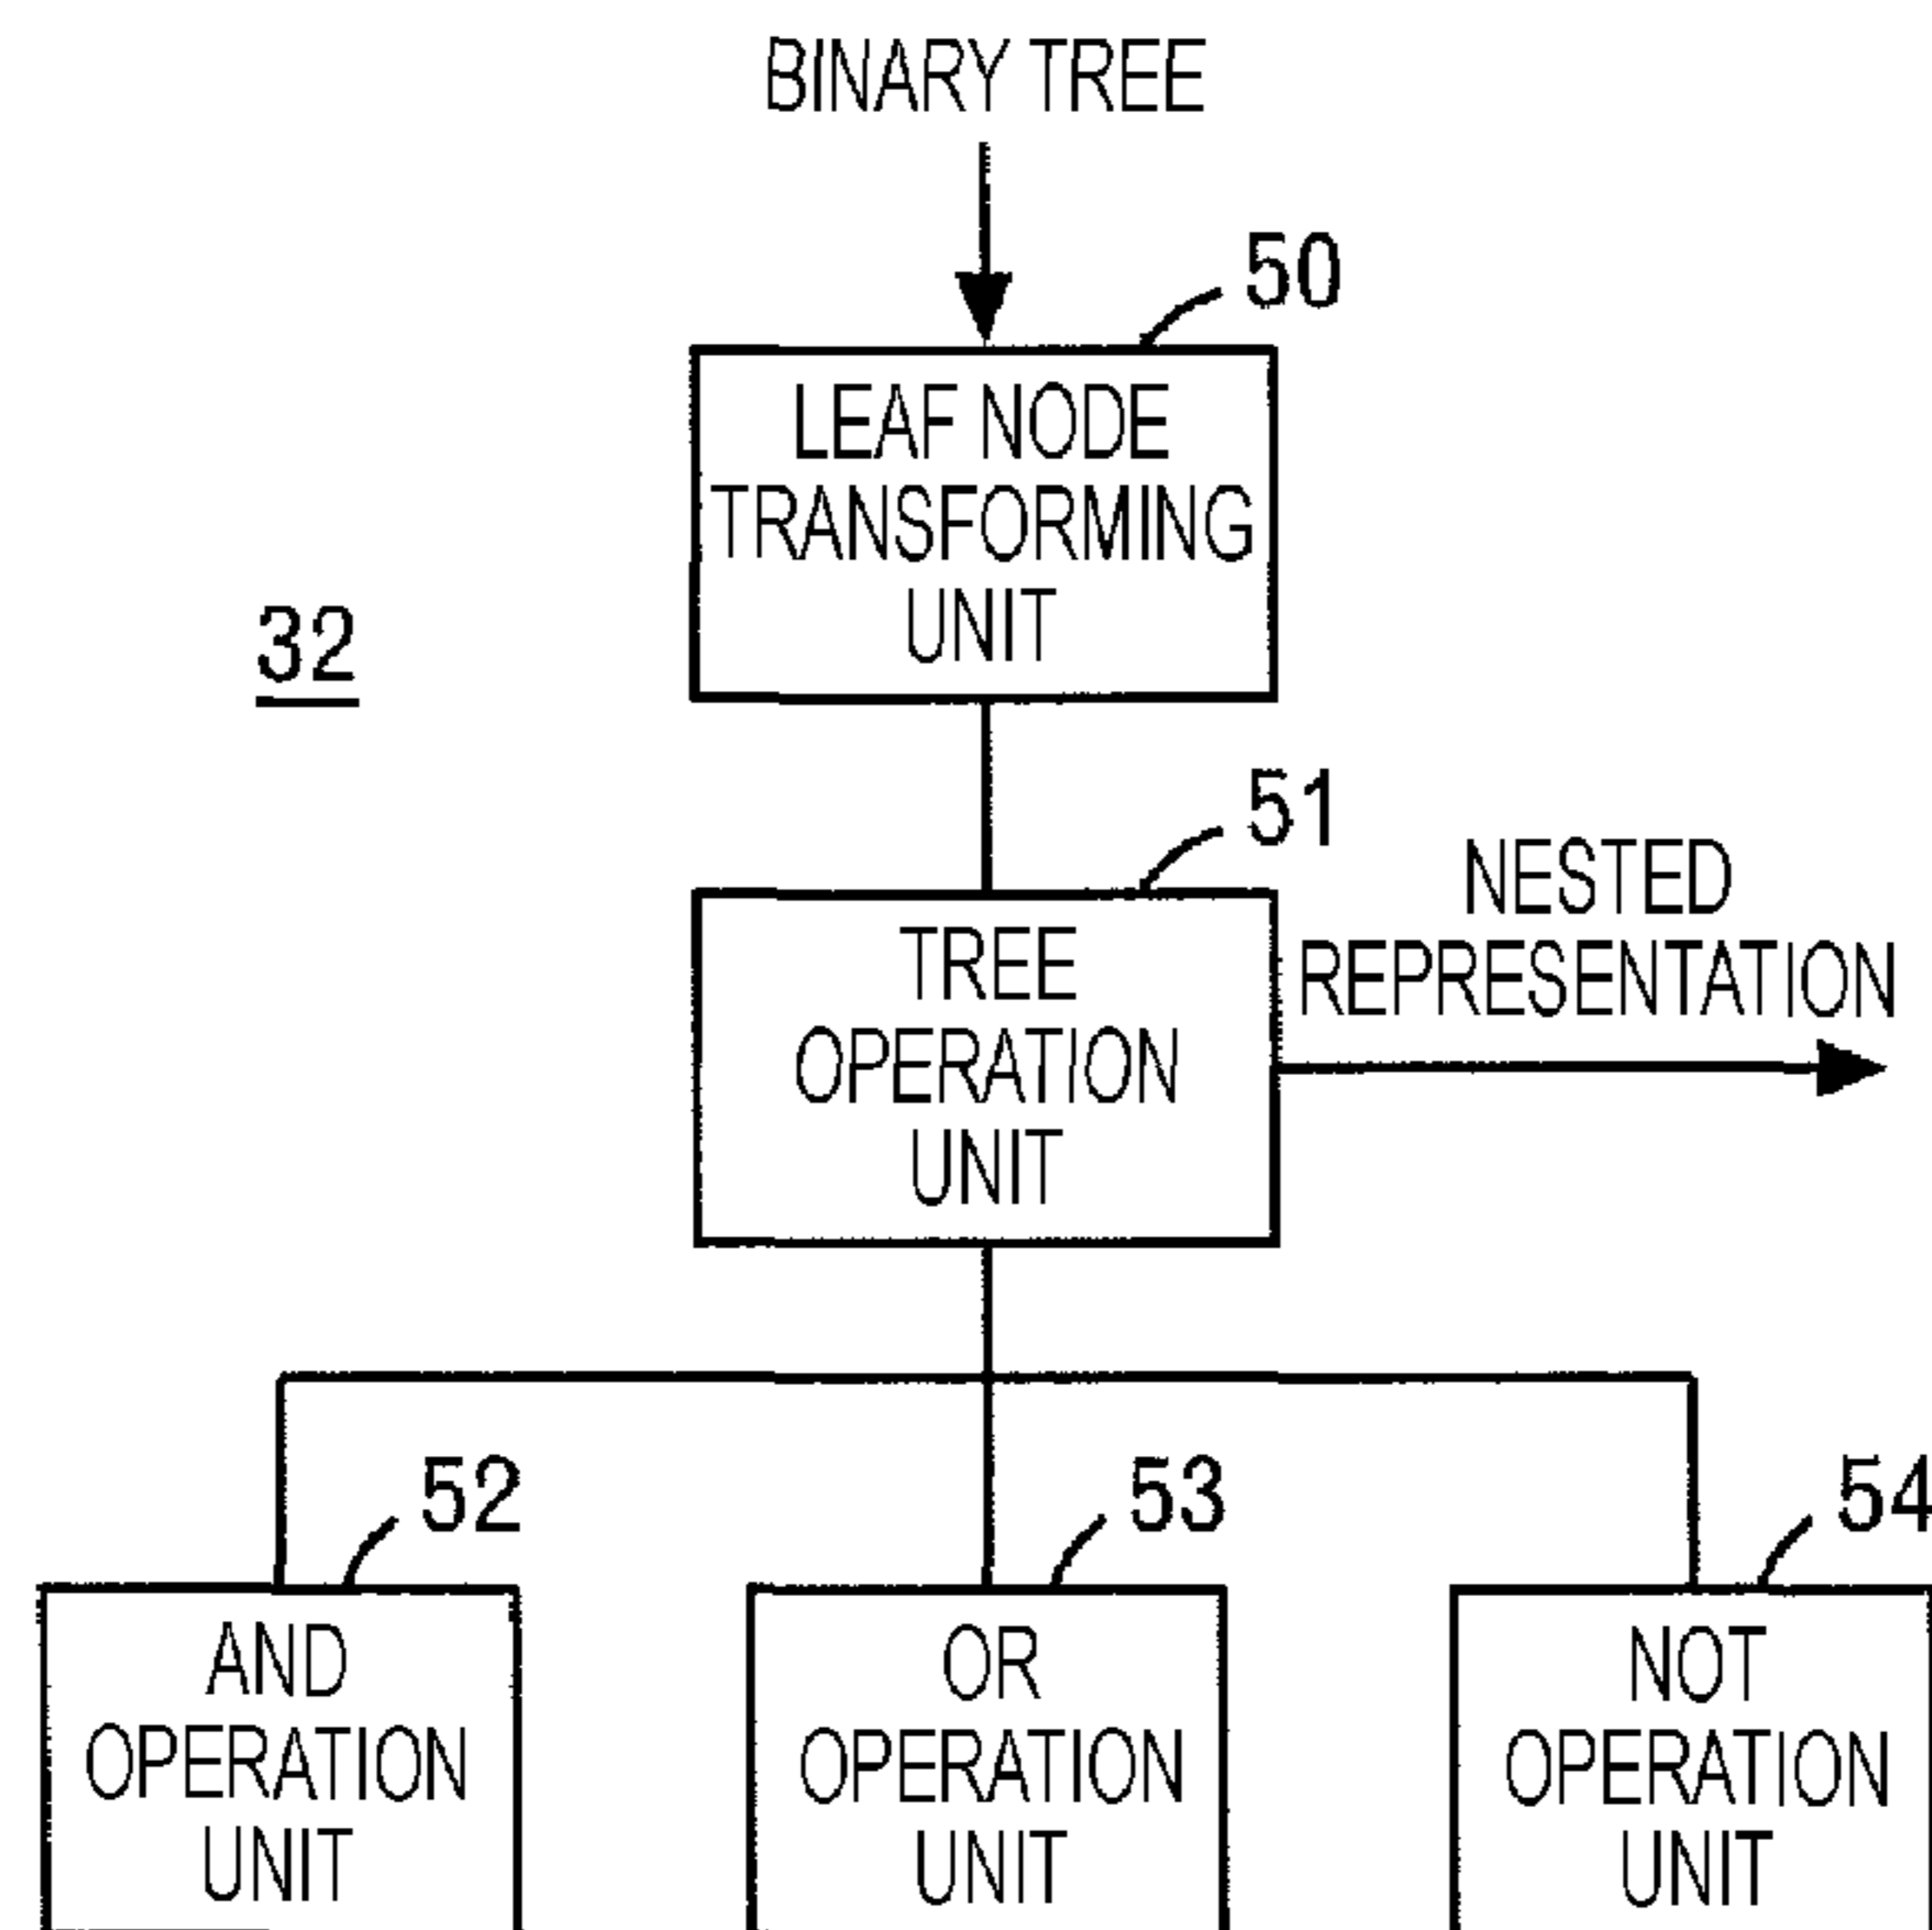 BINARY TREE
50
LEAF NODE
TRANSFORMING
UNIT
32
51
NESTED
REPRESENTATION
TREE
OPERATION
UNIT
52
53
54
AND
OPERATION
UNIT
OR
OPERATION
UNIT
NOT
OPERATION
UNIT